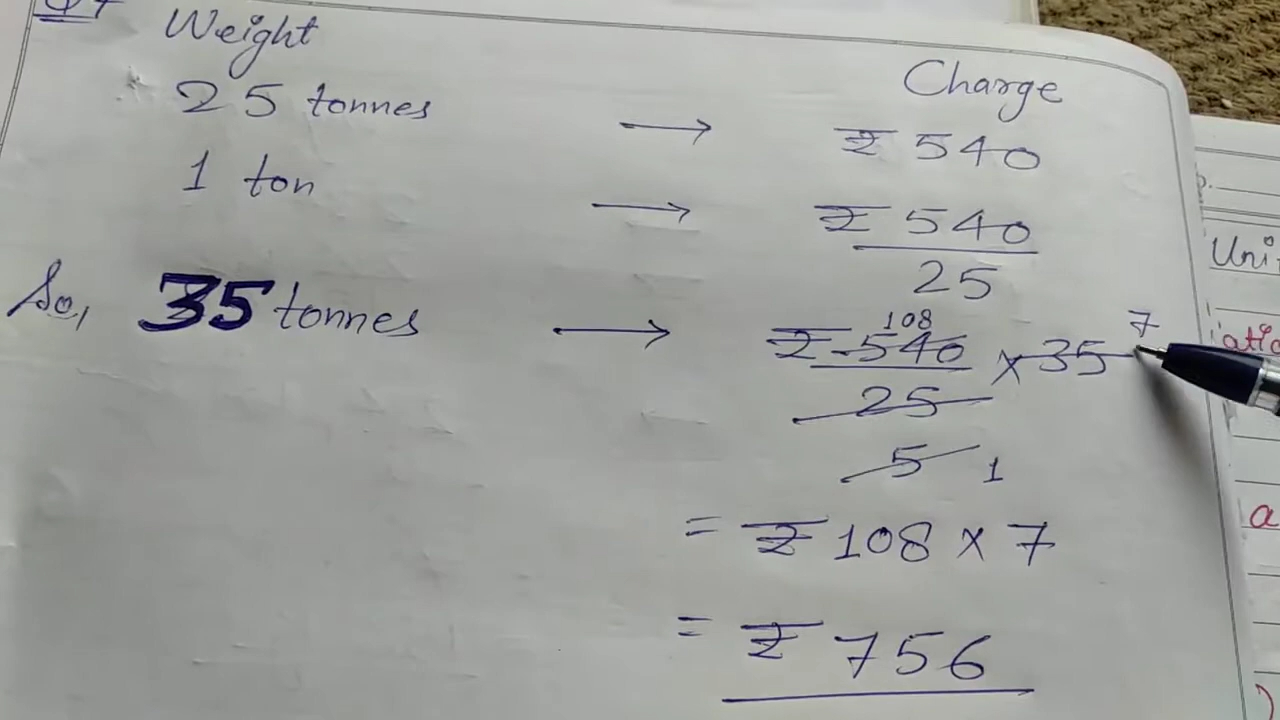 Weight Charge
25 tonnes → ₹ 540
1 ton → ₹ 540
25
So, 35 tonnes → ₹ 540 108 × 35 7
25
5 1
= ₹ 108 × 7
= ₹ 756
Uni
a